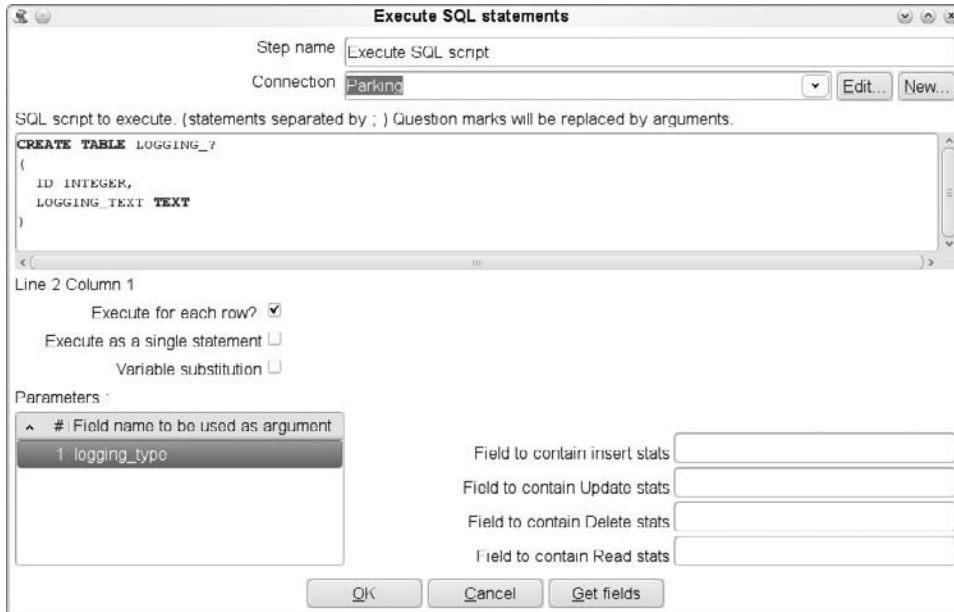 Execute SQL statements
Step name Execute SQL script
Connection Parking Edit... New...
SQL script to execute. (statements separated by ; ) Question marks will be replaced by arguments.
CREATE TABLE LOGGING_?
(
ID INTEGER,
LOGGING_TEXT TEXT
)
Line 2 Column 1
Execute for each row?
Execute as a single statement
Variable substitution
Parameters :
# Field name to be used as argument
1 logging_type
Field to contain insert stats
Field to contain Update stats
Field to contain Delete stats
Field to contain Read stats
OK Cancel Get fields